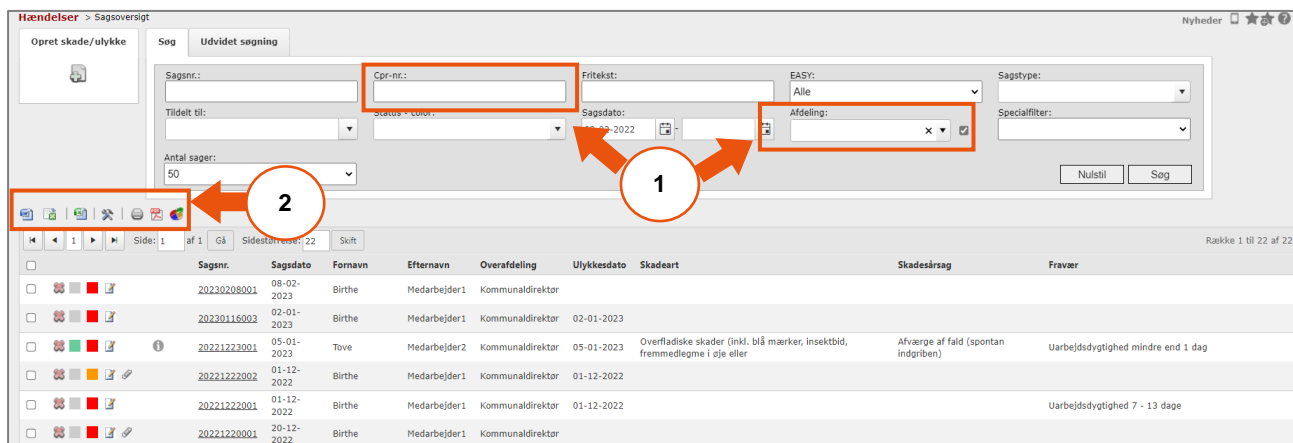 Hændelser > Sagsoversigt
Nyheder
Opret skade/ulykke
Søg
Udvidet søgning
Sagsnr.:
Cpr-nr.:
Fritekst:
EASY:
Sagstype:
Alle
Tildelt til:
Status - color:
Sagsdato:
Afdeling:
Specialfilter:
-2022
-
Antal sager:
50
1
Nulstil
Søg
2
1
Side: 1 af 1
Gå
Sidestørrelse: 22
Skift
Række 1 til 22 af 22
Sagsnr. Sagsdato Fornavn Efternavn Overafdeling Ulykkesdato Skadeart Skadesårsag Fravær
20230208001 08-02-2023 Birthe Medarbejder1 Kommunaldirektør
20230116003 02-01-2023 Birthe Medarbejder1 Kommunaldirektør 02-01-2023
20221223001 05-01-2023 Tove Medarbejder2 Kommunaldirektør 05-01-2023 Overfladiske skader (inkl. blå mærker, insektbid, fremmedlegme i øje eller Afværge af fald (spontan indgriben) Uarbejdsdygtighed mindre end 1 dag
20221222002 01-12-2022 Birthe Medarbejder1 Kommunaldirektør 01-12-2022
20221222001 01-12-2022 Birthe Medarbejder1 Kommunaldirektør 01-12-2022 Uarbejdsdygtighed 7 - 13 dage
20221220001 20-12-2022 Birthe Medarbejder1 Kommunaldirektør